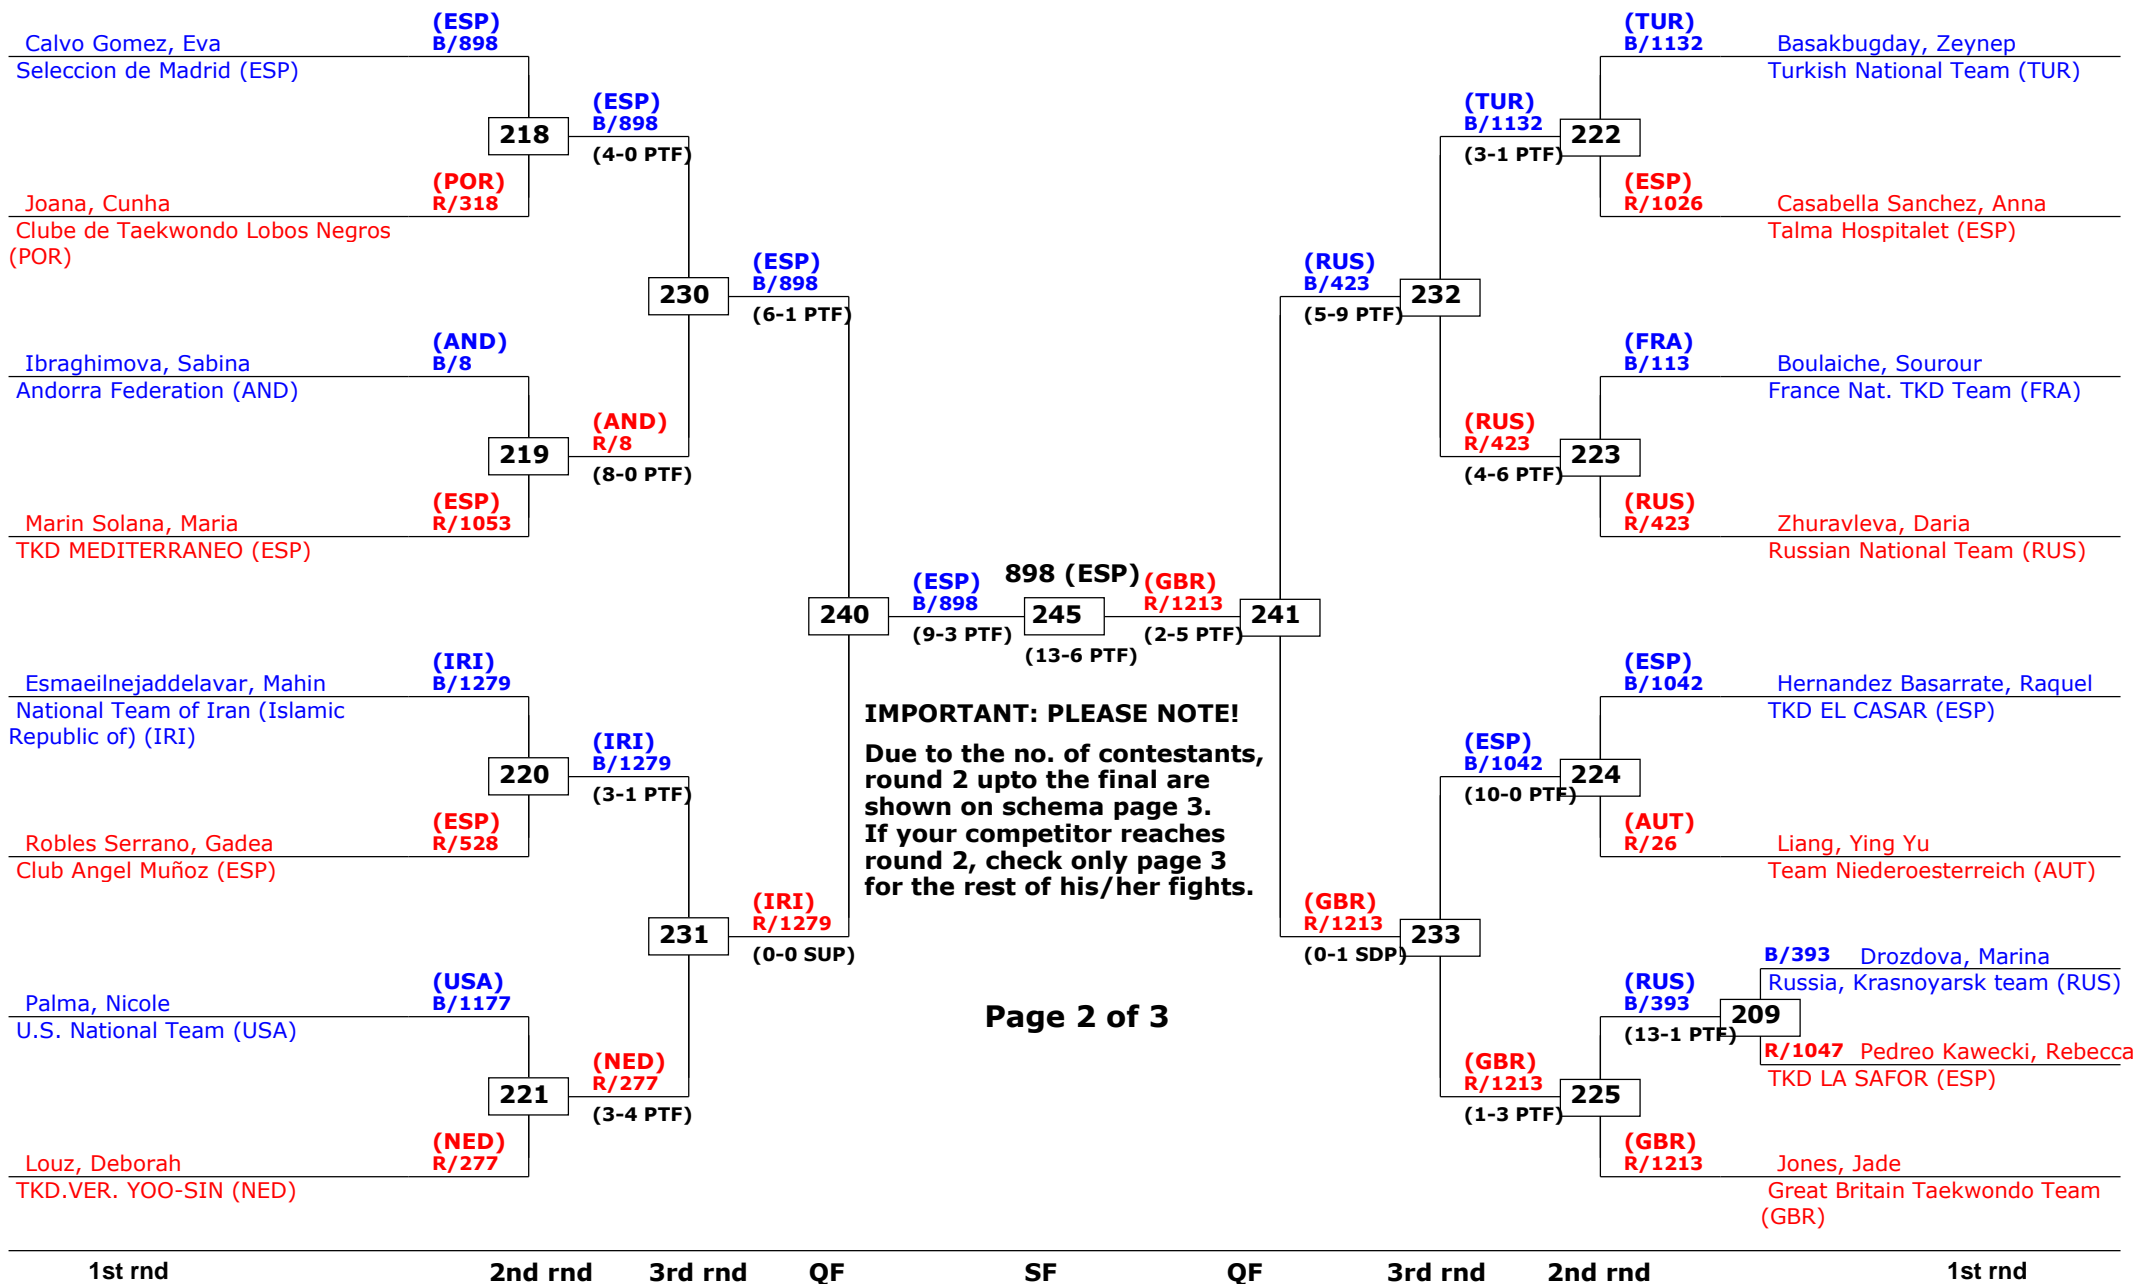 (ESP)
B/898
Calvo Gomez, Eva
Seleccion de Madrid (ESP)
(ESP)
B/898
218
(4-0 PTF)
(POR)
R/318
Joana, Cunha
Clube de Taekwondo Lobos Negros
(POR)
(ESP)
B/898
230
(6-1 PTF)
(AND)
B/8
Ibraghimova, Sabina
Andorra Federation (AND)
(AND)
R/8
219
(8-0 PTF)
(ESP)
R/1053
Marin Solana, Maria
TKD MEDITERRANEO (ESP)
(ESP)
B/898
240
(9-3 PTF)
898 (ESP)
245
(13-6 PTF)
(GBR)
R/1213
241
(2-5 PTF)
(IRI)
B/1279
Esmaeilnejaddelavar, Mahin
National Team of Iran (Islamic
Republic of) (IRI)
(IRI)
B/1279
220
(3-1 PTF)
(ESP)
R/528
Robles Serrano, Gadea
Club Angel Muñoz (ESP)
(IRI)
R/1279
231
(0-0 SUP)
(USA)
B/1177
Palma, Nicole
U.S. National Team (USA)
(NED)
R/277
221
(3-4 PTF)
(NED)
R/277
Louz, Deborah
TKD.VER. YOO-SIN (NED)
IMPORTANT: PLEASE NOTE!
Due to the no. of contestants,
round 2 upto the final are
shown on schema page 3.
If your competitor reaches
round 2, check only page 3
for the rest of his/her fights.
Page 2 of 3
(TUR)
B/1132
Basakbugday, Zeynep
Turkish National Team (TUR)
(TUR)
B/1132
222
(3-1 PTF)
(ESP)
R/1026
Casabella Sanchez, Anna
Talma Hospitalet (ESP)
(RUS)
B/423
232
(5-9 PTF)
(FRA)
B/113
Boulaiche, Sourour
France Nat. TKD Team (FRA)
(RUS)
R/423
223
(4-6 PTF)
(RUS)
R/423
Zhuravleva, Daria
Russian National Team (RUS)
(ESP)
B/1042
Hernandez Basarrate, Raquel
TKD EL CASAR (ESP)
(ESP)
B/1042
224
(10-0 PTF)
(AUT)
R/26
Liang, Ying Yu
Team Niederoesterreich (AUT)
(GBR)
R/1213
233
(0-1 SDP)
B/393 Drozdova, Marina
Russia, Krasnoyarsk team (RUS)
(RUS)
B/393
209
(13-1 PTF)
R/1047 Pedreo Kawecki, Rebecca
TKD LA SAFOR (ESP)
(GBR)
R/1213
225
(1-3 PTF)
(GBR)
R/1213
Jones, Jade
Great Britain Taekwondo Team
(GBR)
1st rnd 2nd rnd 3rd rnd QF SF QF 3rd rnd 2nd rnd 1st rnd